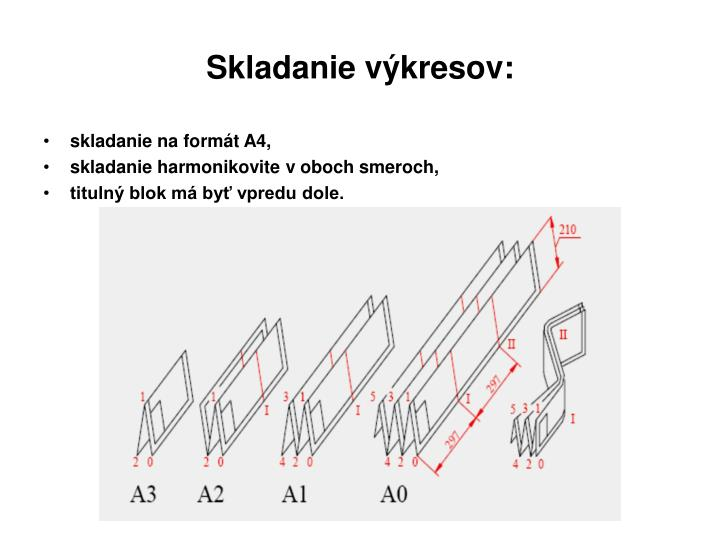 Skladanie výkresov:
• skladanie na formát A4,
• skladanie harmonikovite v oboch smeroch,
• titulný blok má byť vpredu dole.
210
II
II
1
1
3 1
5 3 1
I
I
I
297
297
5 3 1
I
2 0
2 0
4 2 0
4 2 0
4 2 0
A3
A2
A1
A0